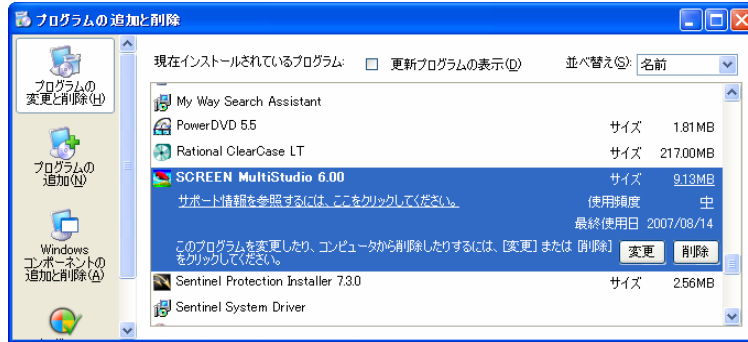 プログラムの追加と削除
プログラムの
変更と削除(H)
プログラムの
追加(N)
Windows
コンポーネントの
追加と削除(A)
現在インストールされているプログラム:
更新プログラムの表示(D)
並べ替え(S):
名前
My Way Search Assistant
PowerDVD 5.5
サイズ 1.81MB
Rational ClearCase LT
サイズ 217.00MB
SCREEN MultiStudio 6.00
サイズ 9.13MB
サポート情報を参照するには、ここをクリックしてください。
使用頻度 中
最終使用日 2007/08/14
このプログラムを変更したり、コンピュータから削除したりするには、[変更] または [削除]
をクリックしてください。
変更 削除
Sentinel Protection Installer 7.3.0
サイズ 2.56MB
Sentinel System Driver